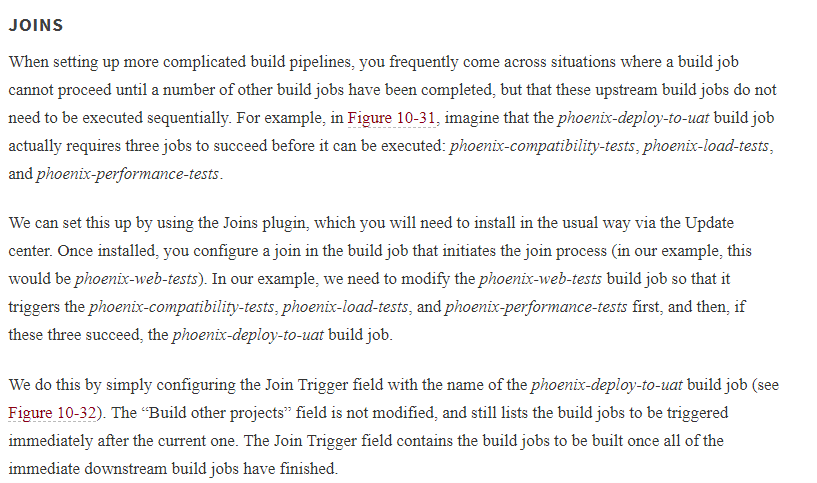 JOINS
When setting up more complicated build pipelines, you frequently come across situations where a build job
cannot proceed until a number of other build jobs have been completed, but that these upstream build jobs do not
need to be executed sequentially. For example, in Figure 10-31, imagine that the phoenix-deploy-to-uat build job
actually requires three jobs to succeed before it can be executed: phoenix-compatibility-tests, phoenix-load-tests,
and phoenix-performance-tests.
We can set this up by using the Joins plugin, which you will need to install in the usual way via the Update
center. Once installed, you configure a join in the build job that initiates the join process (in our example, this
would be phoenix-web-tests). In our example, we need to modify the phoenix-web-tests build job so that it
triggers the phoenix-compatibility-tests, phoenix-load-tests, and phoenix-performance-tests first, and then, if
these three succeed, the phoenix-deploy-to-uat build job.
We do this by simply configuring the Join Trigger field with the name of the phoenix-deploy-to-uat build job (see
Figure 10-32). The “Build other projects” field is not modified, and still lists the build jobs to be triggered
immediately after the current one. The Join Trigger field contains the build jobs to be built once all of the
immediate downstream build jobs have finished.